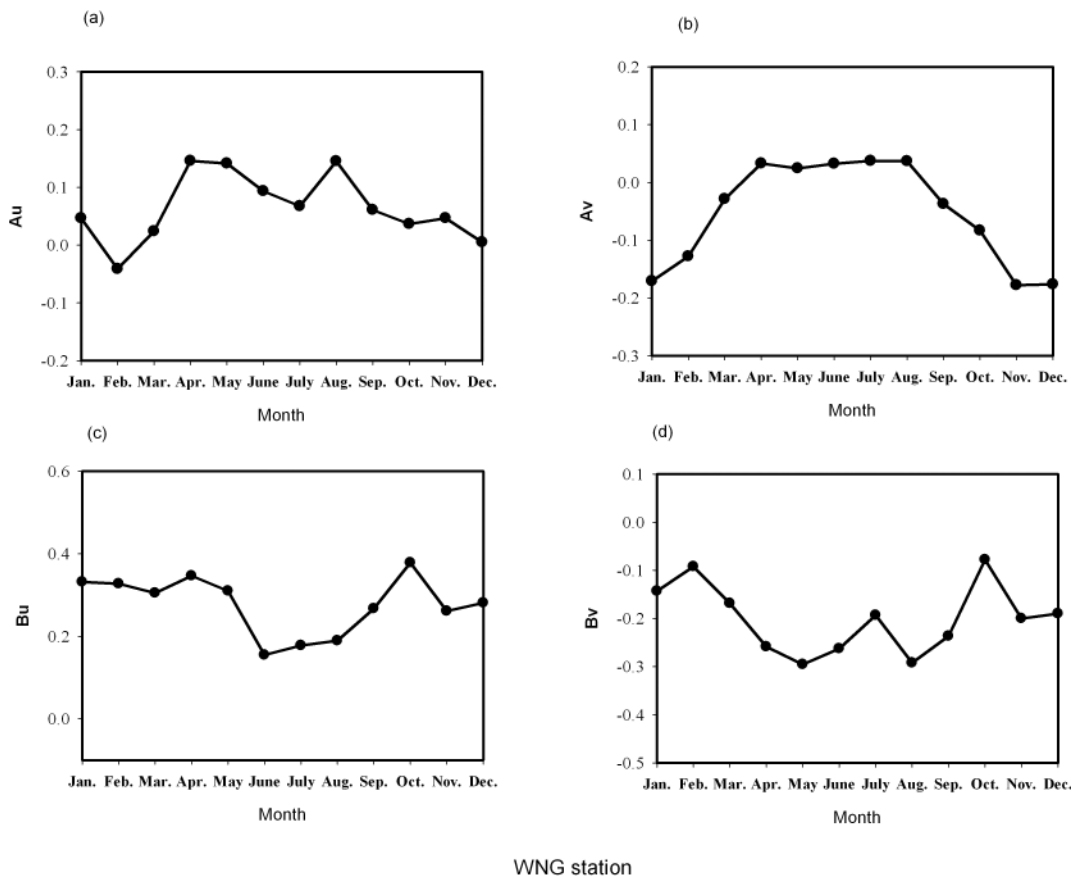 (a)
Au
0.3
0.2
0.1
0.0
-0.1
-0.2
Jan. Feb. Mar. Apr. May June July Aug. Sep. Oct. Nov. Dec.
Month
(b)
Av
0.2
0.1
0.0
-0.1
-0.2
-0.3
Jan. Feb. Mar. Apr. May June July Aug. Sep. Oct. Nov. Dec.
Month
(c)
Bu
0.6
0.4
0.2
0.0
Jan. Feb. Mar. Apr. May June July Aug. Sep. Oct. Nov. Dec.
Month
(d)
Bv
0.1
0.0
-0.1
-0.2
-0.3
-0.4
-0.5
Jan. Feb. Mar. Apr. May June July Aug. Sep. Oct. Nov. Dec.
Month
WNG station